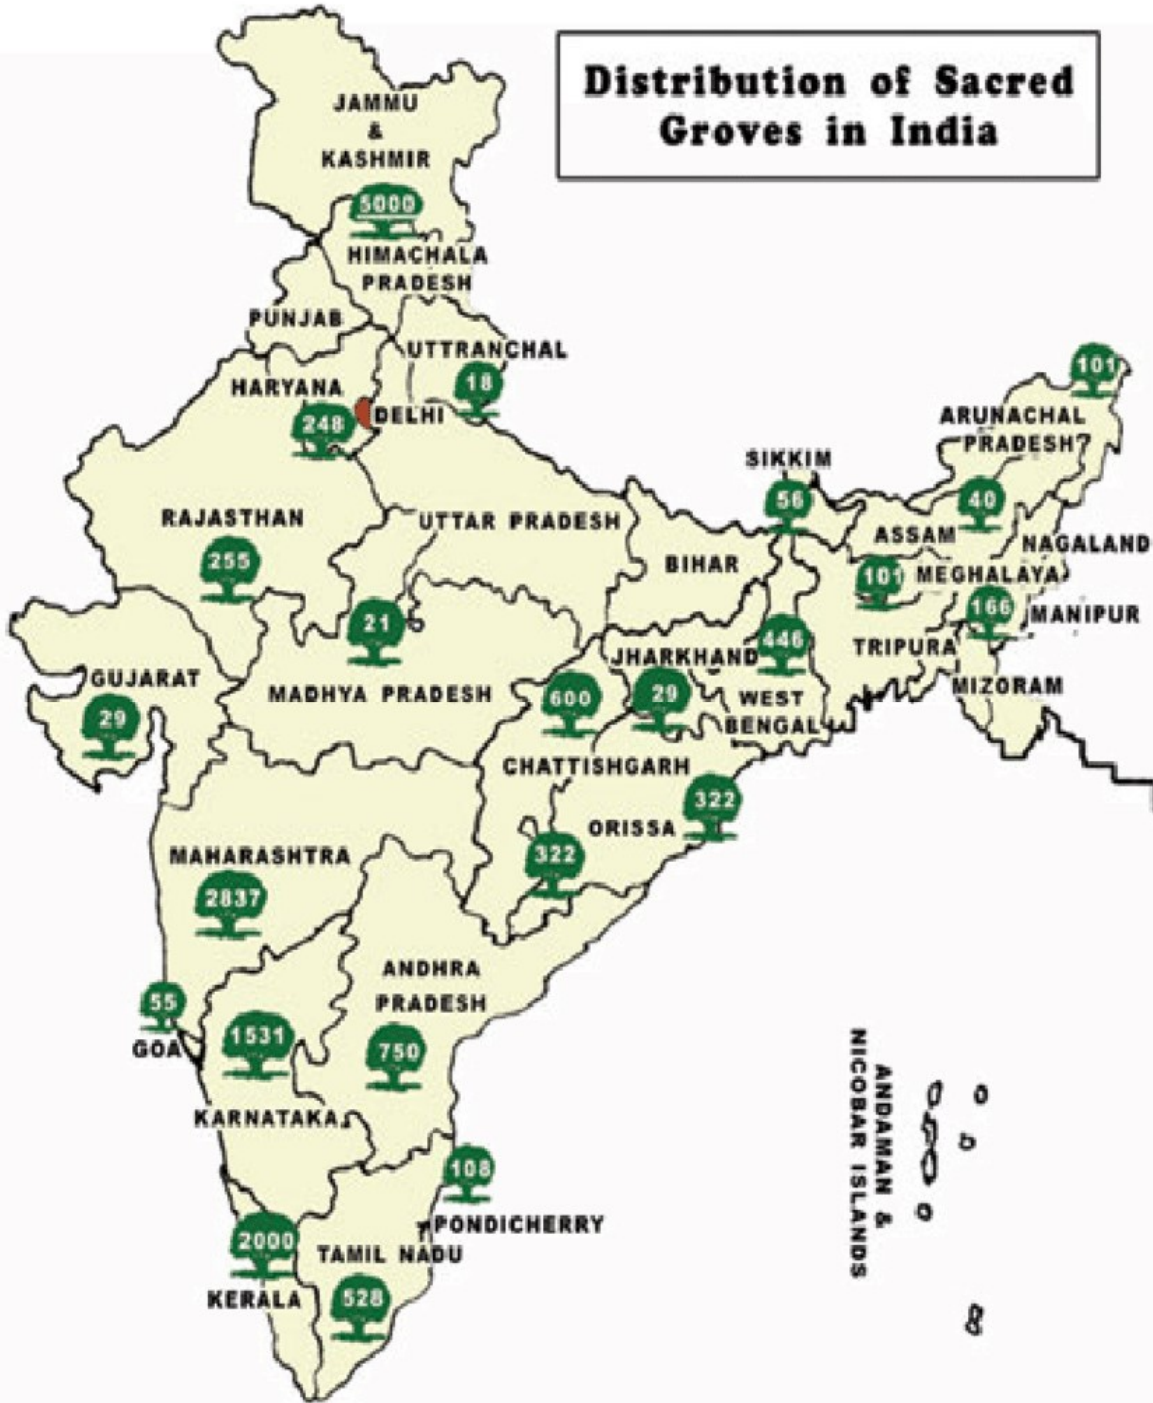 Distribution of Sacred
Groves in India
JAMMU
&
KASHMIR
5000
HIMACHALA
PRADESH
PUNJAB
UTTRANCHAL
18
HARYANA
248
DELHI
101
ARUNACHAL
PRADESH
40
SIKKIM
56
RAJASTHAN
255
UTTAR PRADESH
BIHAR
ASSAM
NAGALAND
101
MEGHALAYA
166
MANIPUR
21
446
TRIPURA
MIZORAM
GUJARAT
29
MADHYA PRADESH
JHARKHAND
29
600
WEST
BENGAL
CHATTISHGARH
322
ORISSA
322
MAHARASHTRA
2837
ANDHRA
PRADESH
750
55
GOA
1531
KARNATAKA
108
PONDICHERRY
2000
KERALA
TAMIL NADU
528
ANDAMAN &
NICOBAR ISLANDS